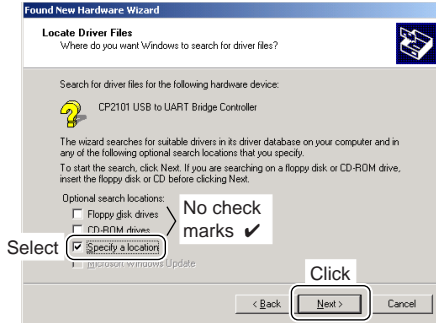 Found New Hardware Wizard
Locate Driver Files
Where do you want Windows to search for driver files?
Search for driver files for the following hardware device:
CP2101 USB to UART Bridge Controller
The wizard searches for suitable drivers in its driver database on your computer and in
any of the following optional search locations that you specify.
To start the search, click Next. If you are searching on a floppy disk or CD-ROM drive,
insert the floppy disk or CD before clicking Next.
Optional search locations:
Floppy disk drives
CD-ROM drives
No check
marks ✔
Select
Specify a location
Microsoft Windows Update
Click
< Back
Next >
Cancel